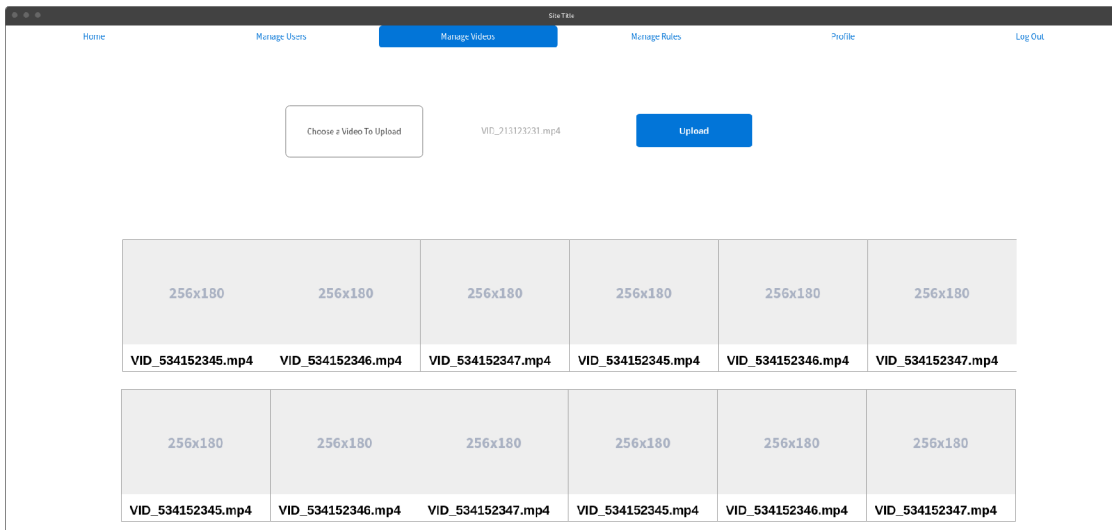 Site Title
Home Manage Users Manage Videos Manage Rules Profile Log Out
Choose a Video To Upload VID_213123231.mp4 Upload
256x180 256x180 256x180 256x180 256x180 256x180
VID_534152345.mp4 VID_534152346.mp4 VID_534152347.mp4 VID_534152345.mp4 VID_534152346.mp4 VID_534152347.mp4
256x180 256x180 256x180 256x180 256x180 256x180
VID_534152345.mp4 VID_534152346.mp4 VID_534152347.mp4 VID_534152345.mp4 VID_534152346.mp4 VID_534152347.mp4